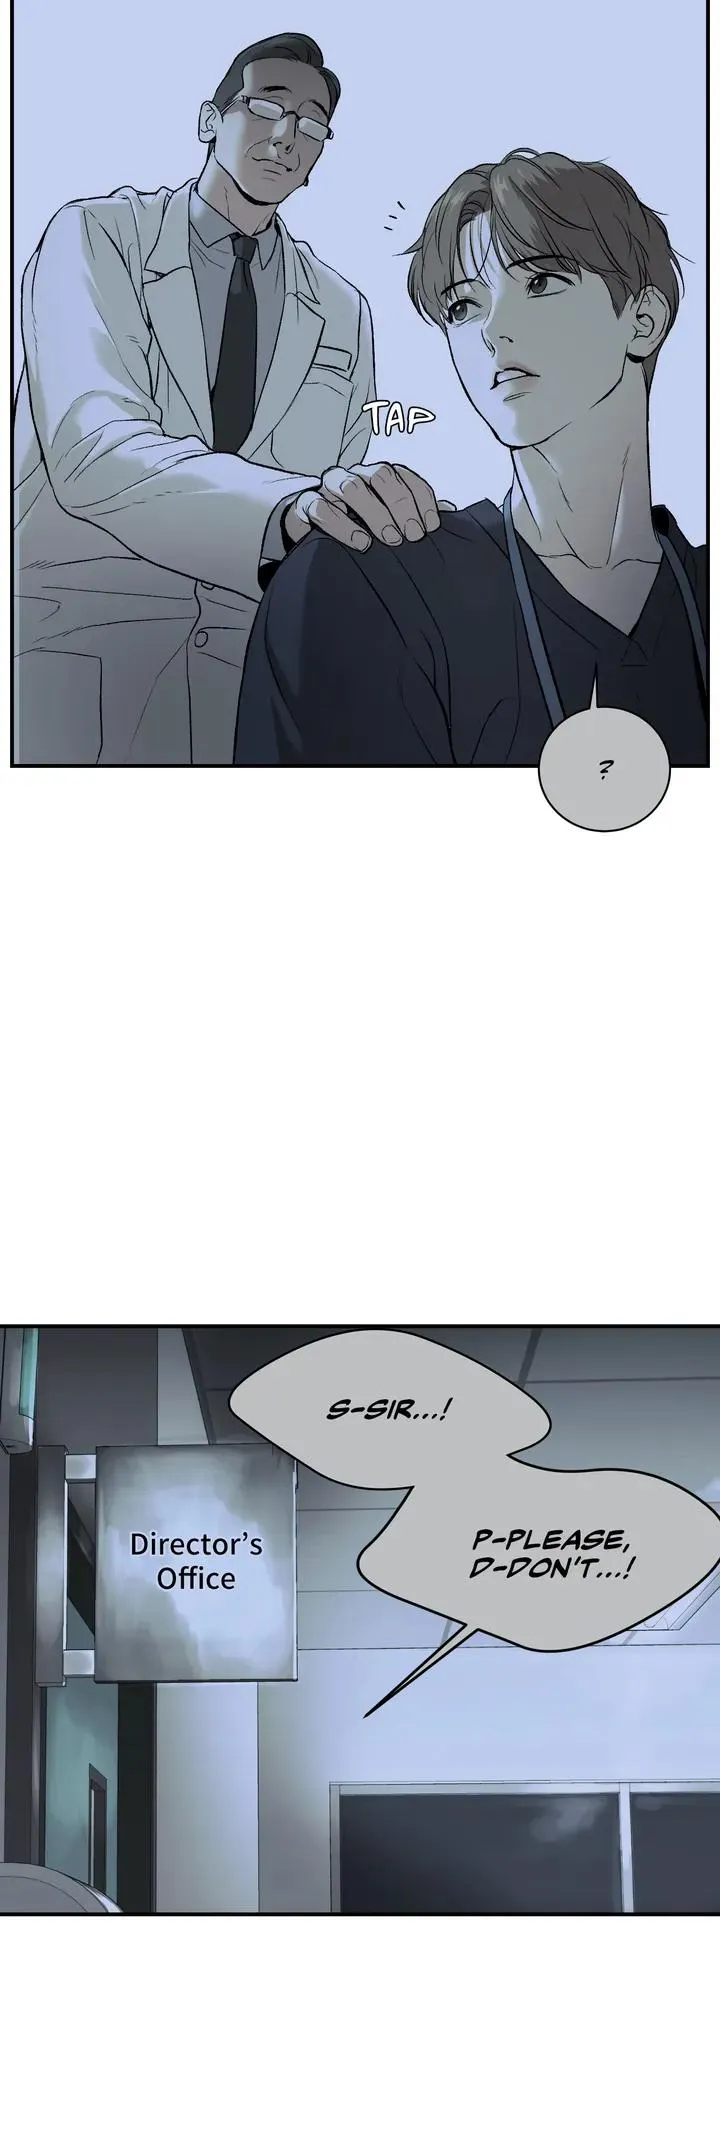 TAP
?
S-SIR...!
P-PLEASE,
D-DON'T...!
Director's
Office